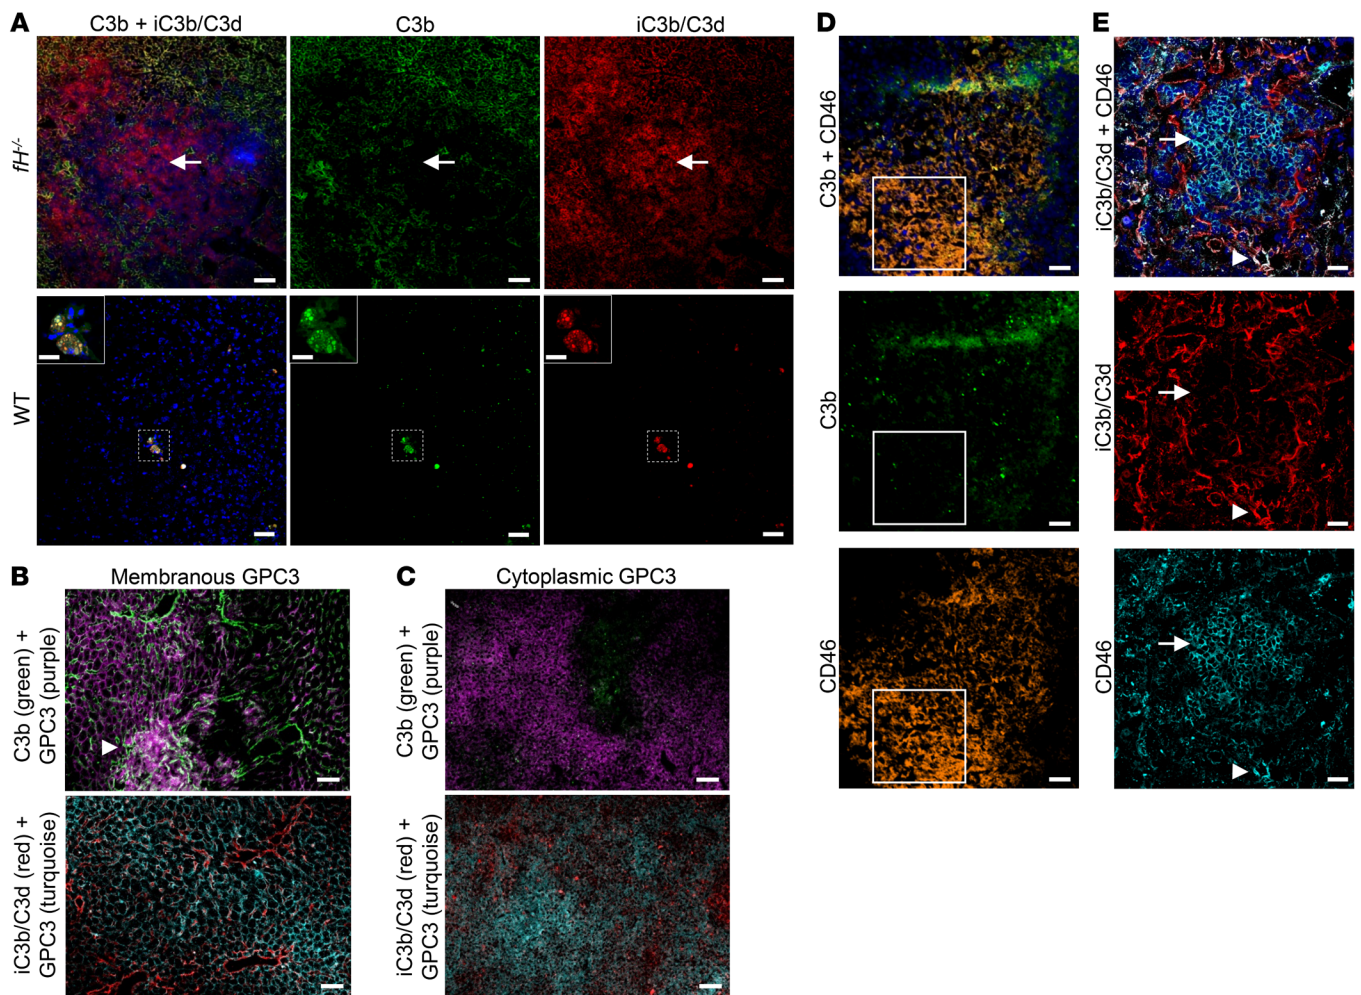 A
C3b + iC3b/C3d
C3b
iC3b/C3d
fH-/-
WT
B
Membranous GPC3
C3b (green) +
GPC3 (purple)
iC3b/C3d (red) +
GPC3 (turquoise)
C
Cytoplasmic GPC3
C3b (green) +
GPC3 (purple)
iC3b/C3d (red) +
GPC3 (turquoise)
D
C3b + CD46
C3b
CD46
E
iC3b/C3d + CD46
iC3b/C3d
CD46